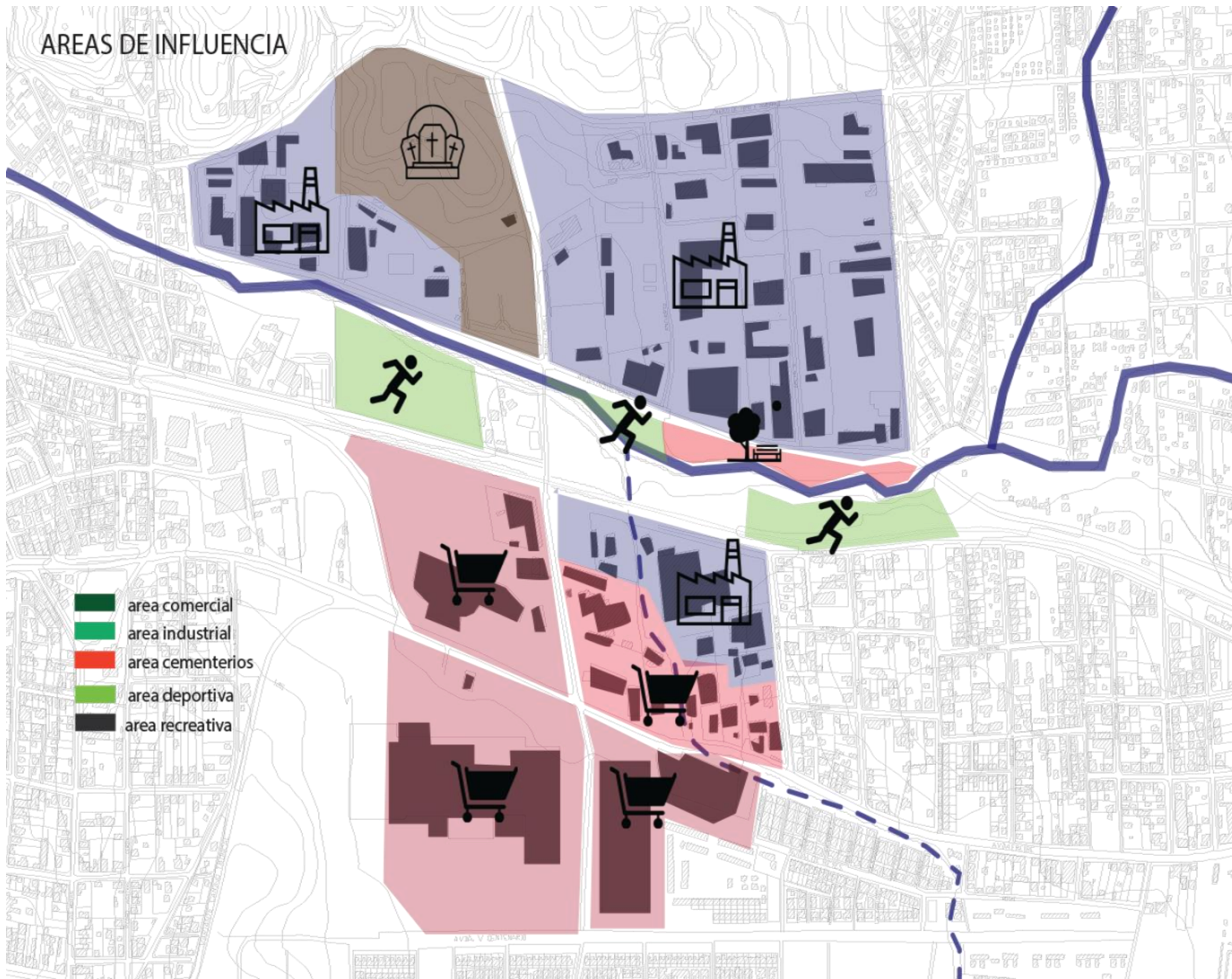 AREAS DE INFLUENCIA
area comercial
area industrial
area cementerios
area deportiva
area recreativa